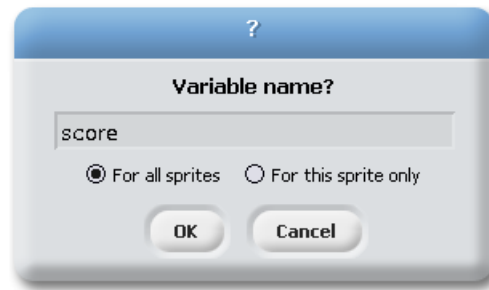 ?
Variable name?
score
For all sprites For this sprite only
OK Cancel